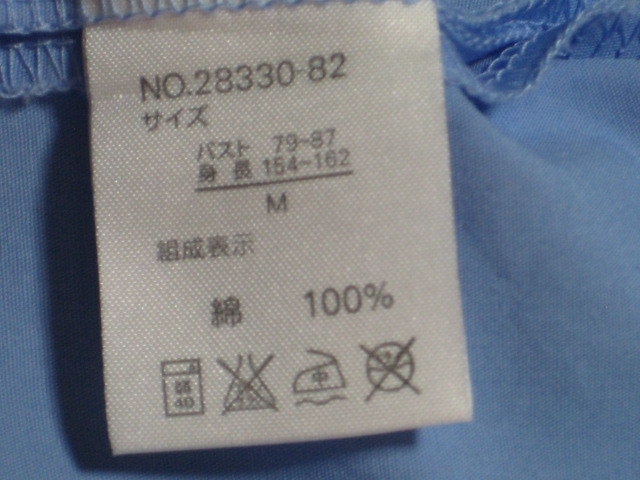 NO.28330-82
サイズ
バスト 79-87
身長 154-162
M
組成表示
綿 100%
40 中